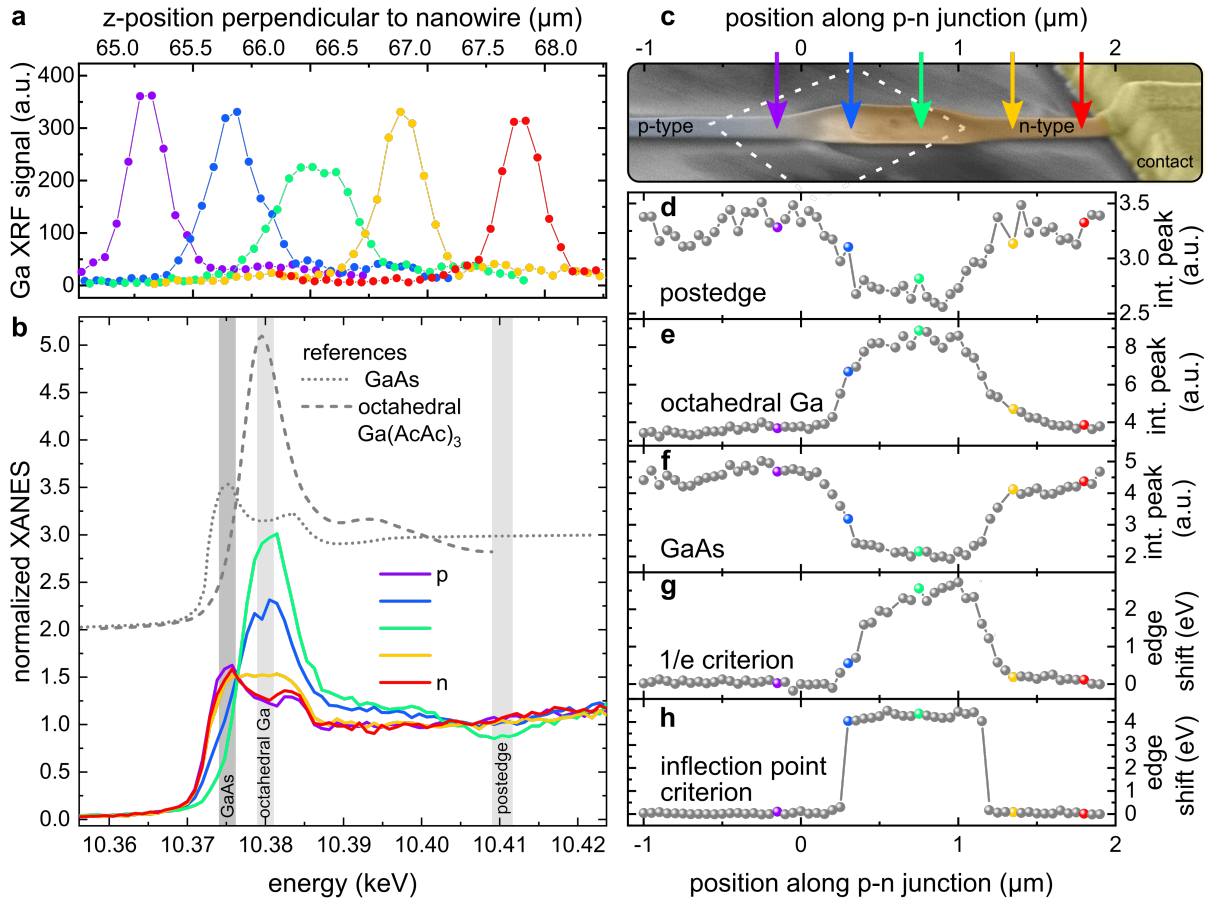 a
z-position perpendicular to nanowire (µm)
65.0 65.5 66.0 66.5 67.0 67.5 68.0
Ga XRF signal (a.u.)
400
300
200
100
0
b
normalized XANES
5.0
4.5
4.0
3.5
3.0
2.5
2.0
1.5
1.0
0.5
0.0
references
GaAs
octahedral
Ga(AcAc)3
p
n
GaAs
octahedral Ga
postedge
10.36 10.37 10.38 10.39 10.40 10.41 10.42
energy (keV)
c
position along p-n junction (µm)
-1 0 1 2
p-type
n-type
contact
d
postedge
3.5
3.0
2.5
int. peak
(a.u.)
e
octahedral Ga
8
6
4
int. peak
(a.u.)
f
GaAs
5
4
3
2
int. peak
(a.u.)
g
1/e criterion
2
0
edge
shift (eV)
h
inflection point
criterion
4
3
2
1
0
edge
shift (eV)
-1 0 1 2
position along p-n junction (µm)